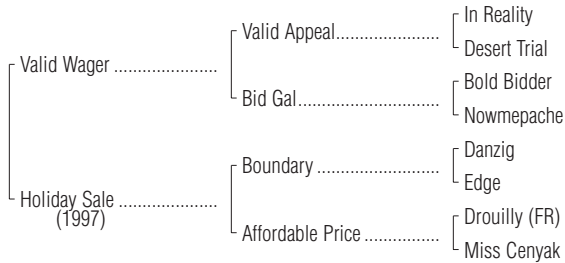 In Reality
Valid Appeal........................
Desert Trial
Valid Wager ........................
Bold Bidder
Bid Gal.................................
Nowmepache
Danzig
Boundary ............................
Edge
Holiday Sale .......................
(1997)
Drouilly (FR)
Affordable Price .................
Miss Cenyak